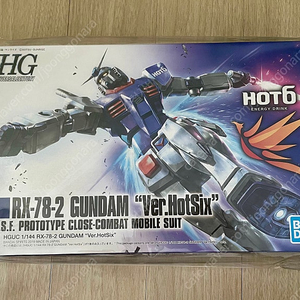 HG
HOT6
ENERGY DRINK
RX-78-2 GUNDAM "Ver.HotSix"
S.F. PROTOTYPE CLOSE-COMBAT MOBILE SUIT
HGUC 1/144 RX-78-2 GUNDAM "Ver.HotSix"